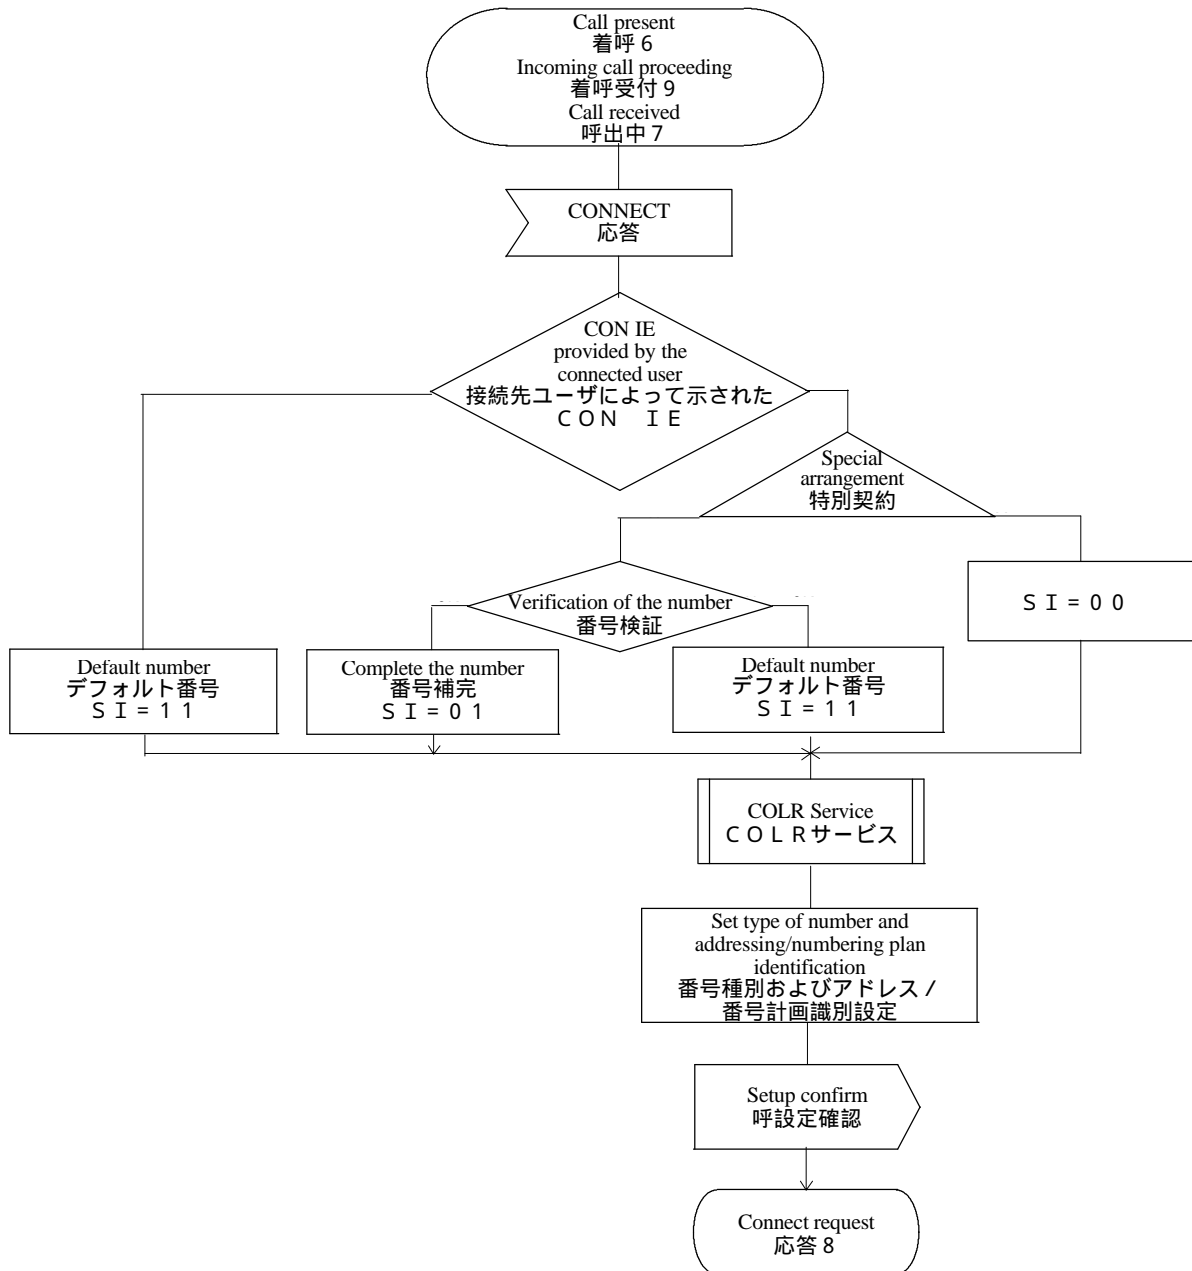 Call present
着呼６
Incoming call proceeding
着呼受付９
Call received
呼出中７
CONNECT
応答
CON IE
provided by the
connected user
接続先ユーザによって示された
ＣＯＮ　ＩＥ
Special
arrangement
特別契約
Verification of the number
番号検証
ＳＩ＝００
Default number
デフォルト番号
ＳＩ＝１１
Complete the number
番号補完
ＳＩ＝０１
Default number
デフォルト番号
ＳＩ＝１１
COLR Service
ＣＯＬＲサービス
Set type of number and
addressing/numbering plan
identification
番号種別およびアドレス／
番号計画識別設定
Setup confirm
呼設定確認
Connect request
応答８